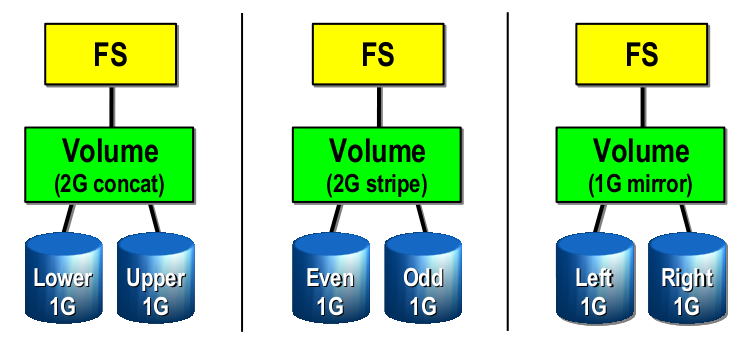 FS
Volume
(2G concat)
Lower
1G
Upper
1G
FS
Volume
(2G stripe)
Even
1G
Odd
1G
FS
Volume
(1G mirror)
Left
1G
Right
1G